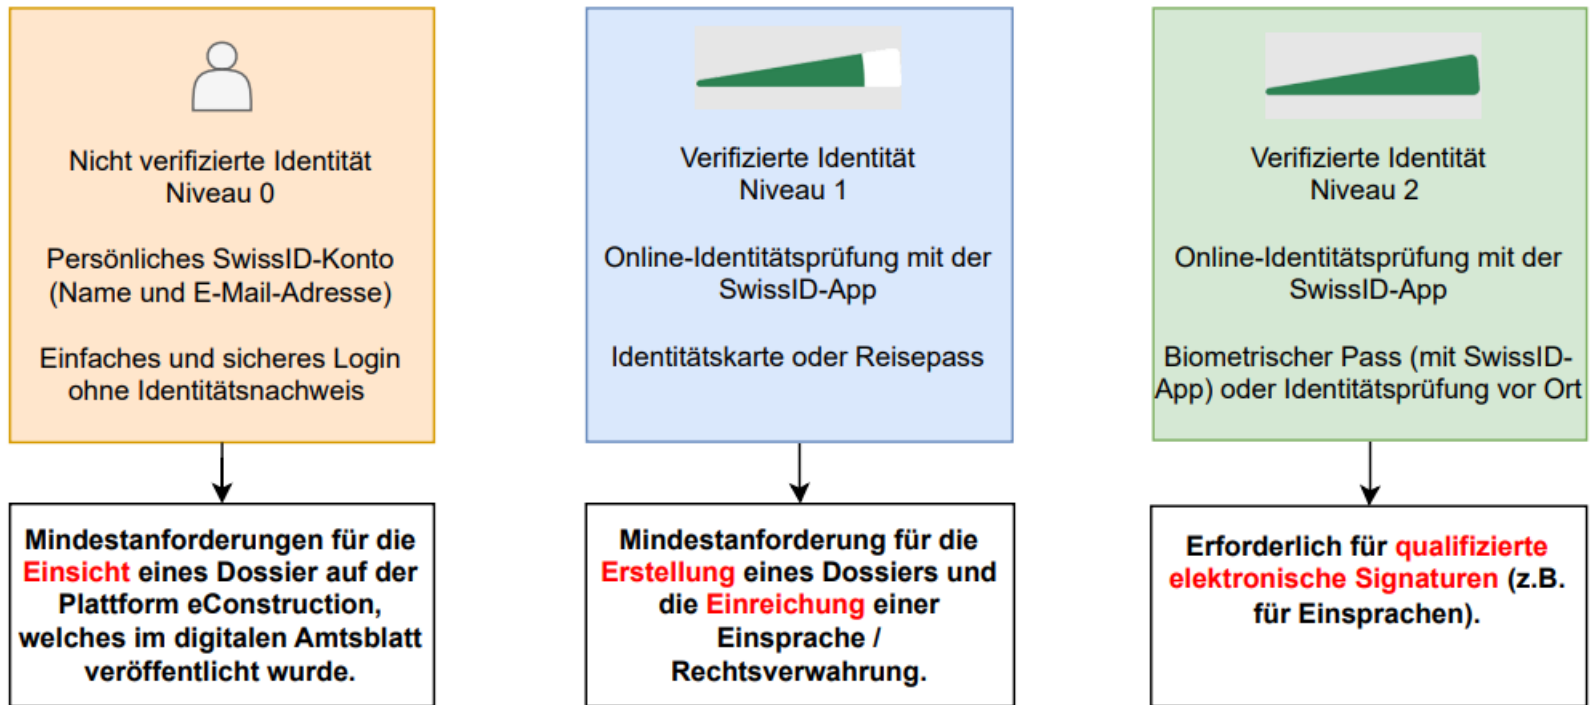 Nicht verifizierte Identität
Niveau 0
Persönliches SwissID-Konto
(Name und E-Mail-Adresse)
Einfaches und sicheres Login
ohne Identitätsnachweis
Mindestanforderungen für die
Einsicht eines Dossier auf der
Plattform eConstruction,
welches im digitalen Amtsblatt
veröffentlicht wurde.
Verifizierte Identität
Niveau 1
Online-Identitätsprüfung mit der
SwissID-App
Identitätskarte oder Reisepass
Mindestanforderung für die
Erstellung eines Dossiers und
die Einreichung einer
Einsprache /
Rechtsverwahrung.
Verifizierte Identität
Niveau 2
Online-Identitätsprüfung mit der
SwissID-App
Biometrischer Pass (mit SwissID-
App) oder Identitätsprüfung vor Ort
Erforderlich für qualifizierte
elektronische Signaturen (z.B.
für Einsprachen).